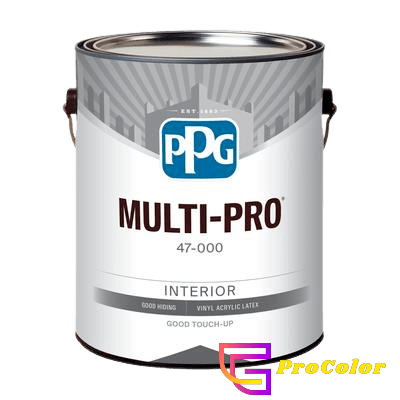 EST. 1883
PPG
MULTI-PRO®
47-000
INTERIOR
GOOD HIDING | VINYL ACRYLIC LATEX
GOOD TOUCH-UP
ProColor